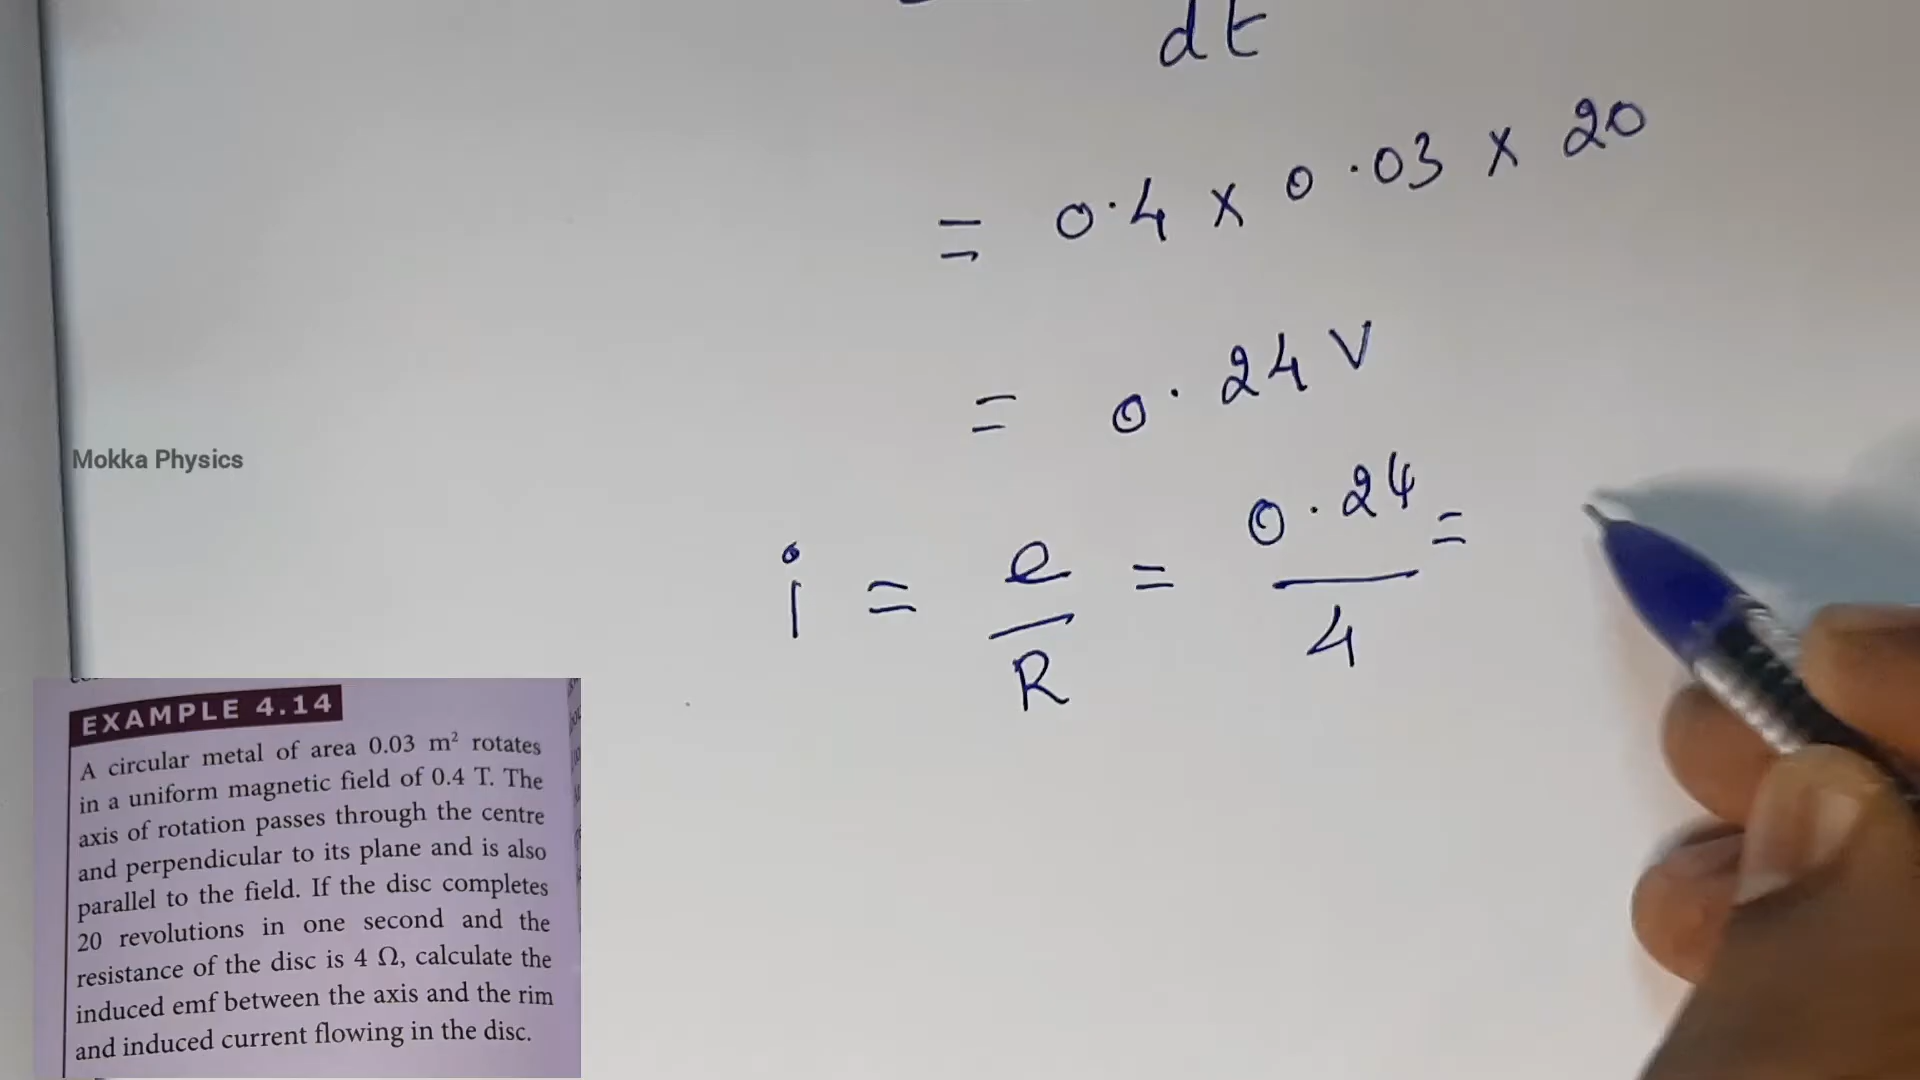 dt
= 0.4 x 0.03 x 20
= 0.24 V
i = e/R = 0.24/4 =
Mokka Physics
EXAMPLE 4.14
A circular metal of area 0.03 m² rotates
in a uniform magnetic field of 0.4 T. The
axis of rotation passes through the centre
and perpendicular to its plane and is also
parallel to the field. If the disc completes
20 revolutions in one second and the
resistance of the disc is 4 Ω, calculate the
induced emf between the axis and the rim
and induced current flowing in the disc.